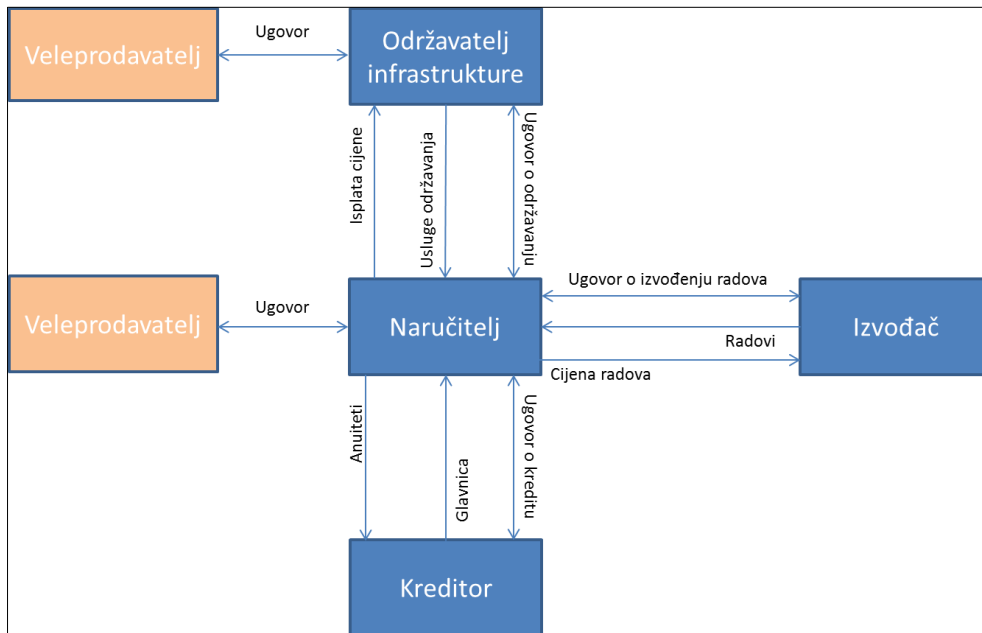 Veleprodavatelj
Ugovor
Održavatelj
infrastrukture
Isplata cijene
Usluge održavanja
Ugovor o održavanju
Veleprodavatelj
Ugovor
Naručitelj
Ugovor o izvođenju radova
Radovi
Cijena radova
Izvođač
Anuiteti
Glavnica
Ugovor o kreditu
Kreditor